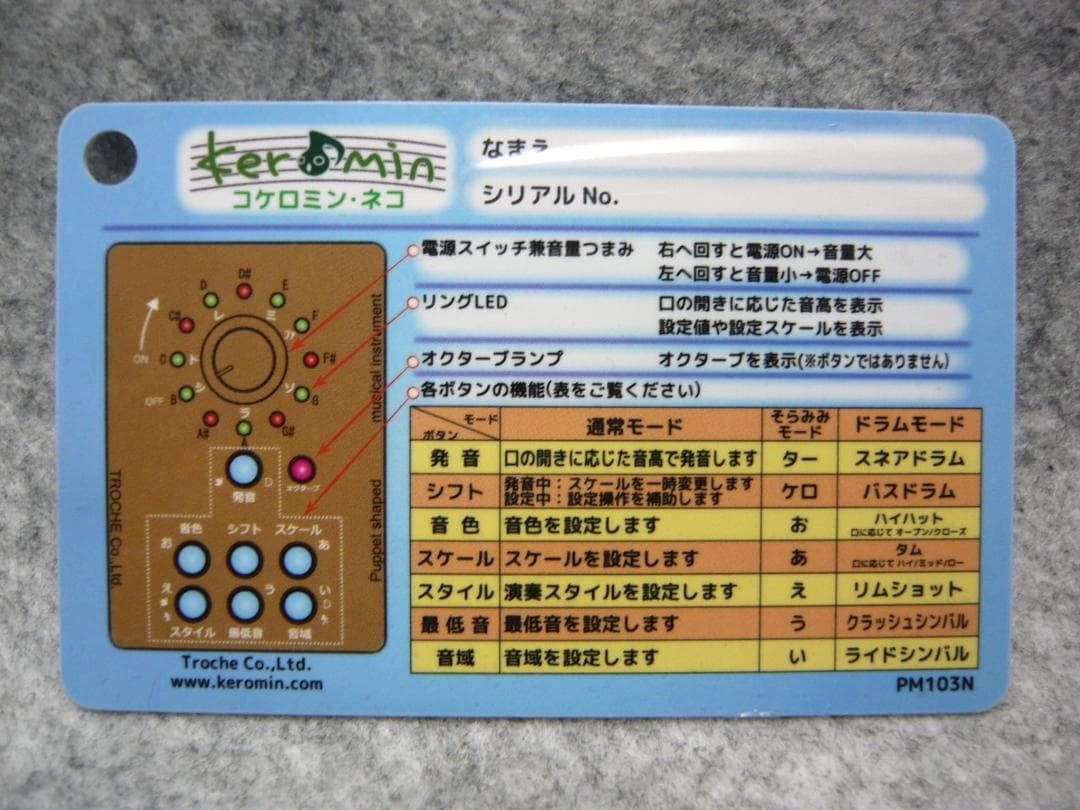 keromin
コケロミン・ネコ
なまえ
シリアル No.
電源スイッチ兼音量つまみ 右へ回すと電源ON→音量大
左へ回すと音量小→電源OFF
リングLED 口の開きに応じた音高を表示
設定値や設定スケールを表示
オクターブランプ オクターブを表示(※ボタンではありません)
各ボタンの機能(表をご覧ください)
モード
ボタン
通常モード
そらみみ
モード
ドラムモード
発音 口の開きに応じた音高で発音します ター スネアドラム
シフト 発音中：スケールを一時変更します
設定中：設定操作を補助します
ケロ バスドラム
音色 音色を設定します お ハイハット
口に応じて オープン/クローズ
スケール スケールを設定します あ タム
口に応じて ハイ/ミッド/ロー
スタイル 演奏スタイルを設定します え リムショット
最低音 最低音を設定します う クラッシュシンバル
音域 音域を設定します い ライドシンバル
PM103N
D#
D E
レ ミ
C# F
ファ
ON C ド F#
OFF B シ ソ G
ラ
A# A G#
D
発音 オクターブ
音色 シフト スケール
お あ
え う い
D
スタイル 最低音 音域
TROCHE Co.,Ltd.
Puppet shaped musical instrument
Troche Co.,Ltd.
www.keromin.com